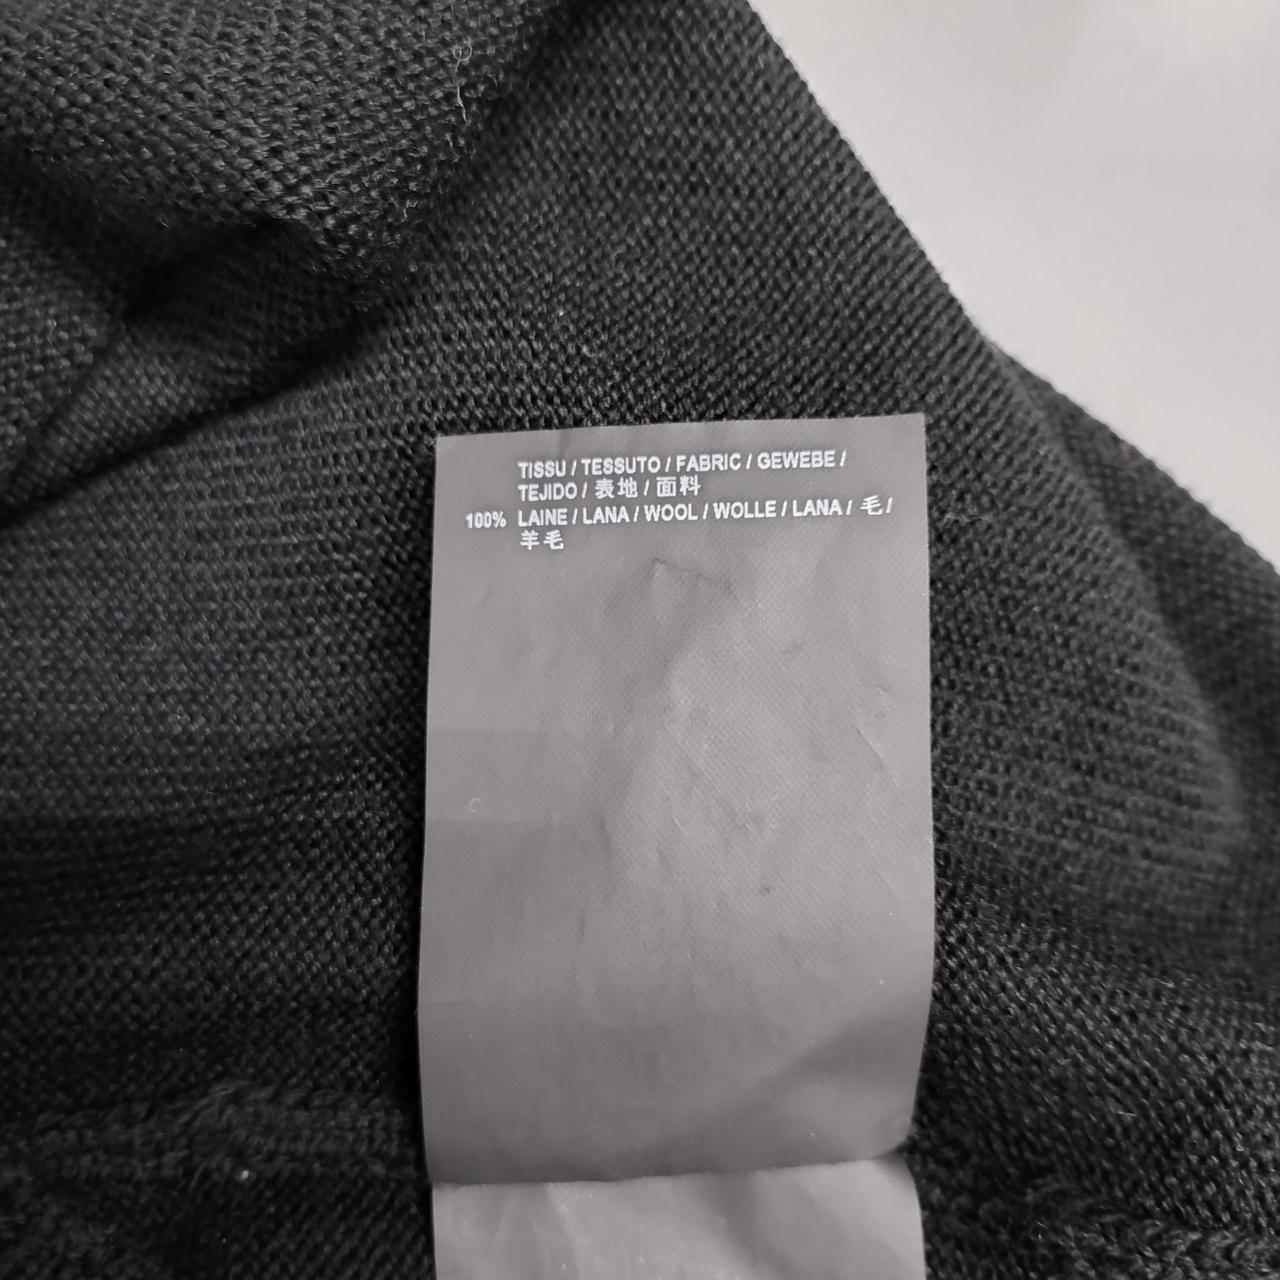 TISSU / TESSUTO / FABRIC / GEWEBE /
TEJIDO / 表地 / 面料
100% LAINE / LANA / WOOL / WOLLE / LANA / 毛 /
羊毛